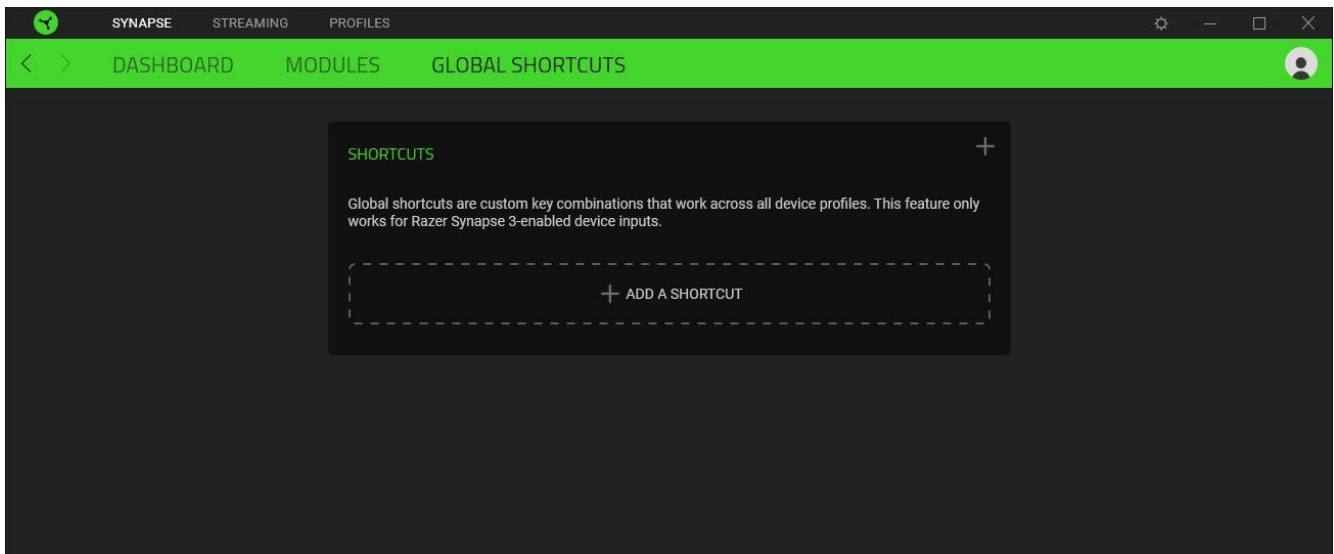 SYNAPSE STREAMING PROFILES
DASHBOARD MODULES GLOBAL SHORTCUTS
SHORTCUTS
Global shortcuts are custom key combinations that work across all device profiles. This feature only
works for Razer Synapse 3-enabled device inputs.
ADD A SHORTCUT